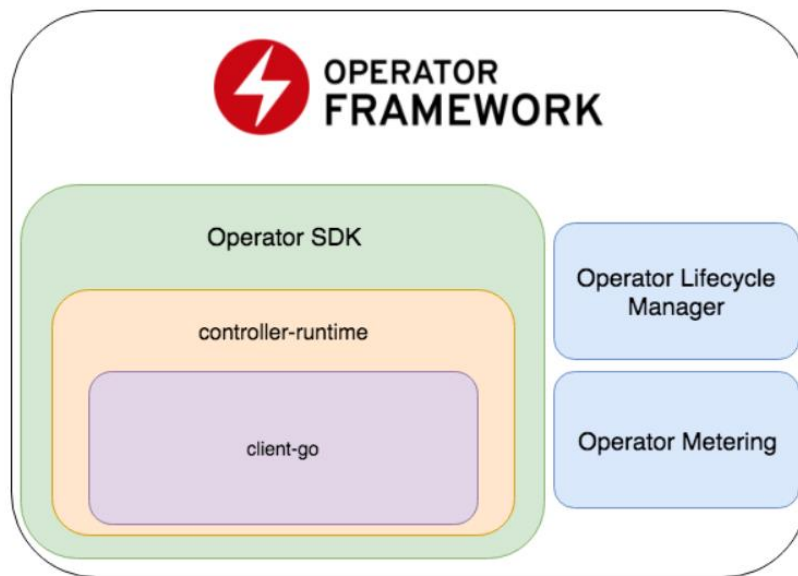 OPERATOR
FRAMEWORK
Operator SDK
controller-runtime
client-go
Operator Lifecycle
Manager
Operator Metering